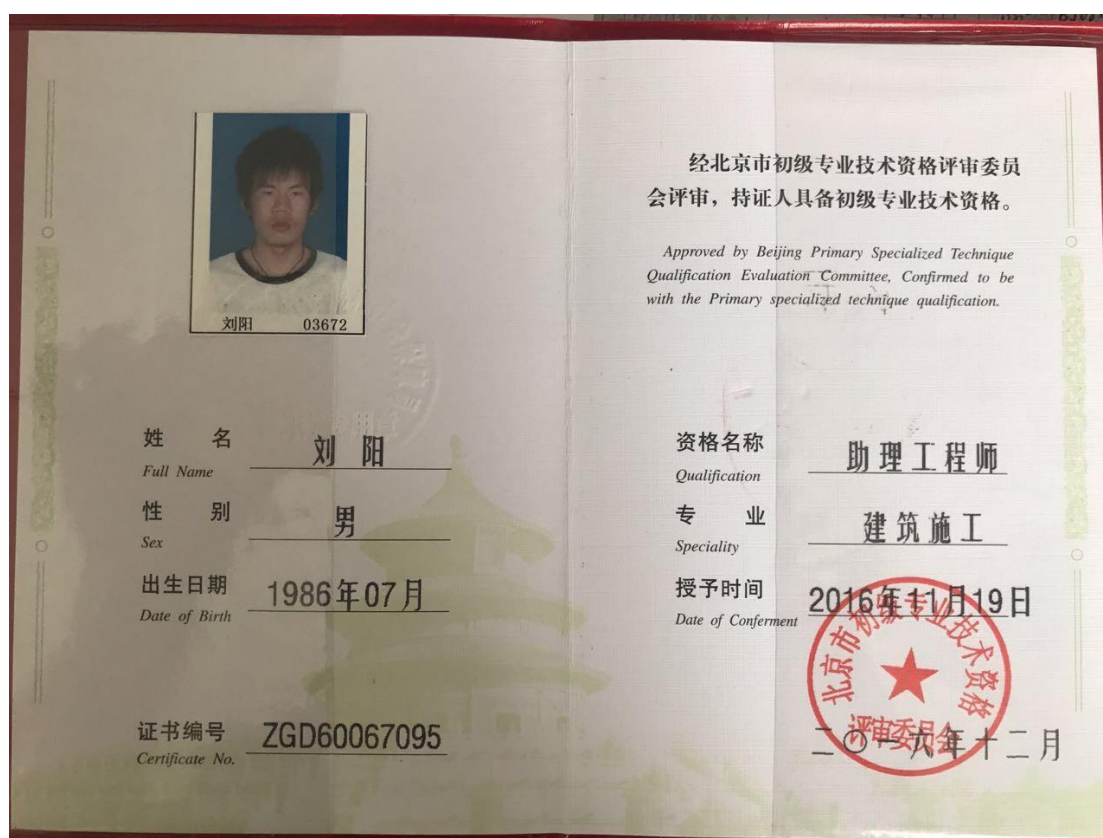 刘阳 03672
姓 名 刘 阳
Full Name
性 别 男
Sex
出生日期 1986年07月
Date of Birth
证书编号 ZGD60067095
Certificate No.
经北京市初级专业技术资格评审委员
会评审，持证人具备初级专业技术资格。
Approved by Beijing Primary Specialized Technique
Qualification Evaluation Committee, Confirmed to be
with the Primary specialized technique qualification.
资格名称 助理工程师
Qualification
专 业 建筑施工
Speciality
授予时间 2016年11月19日
Date of Conferment
北京市初级专业技术资格
评审委员会
二〇一六年十二月